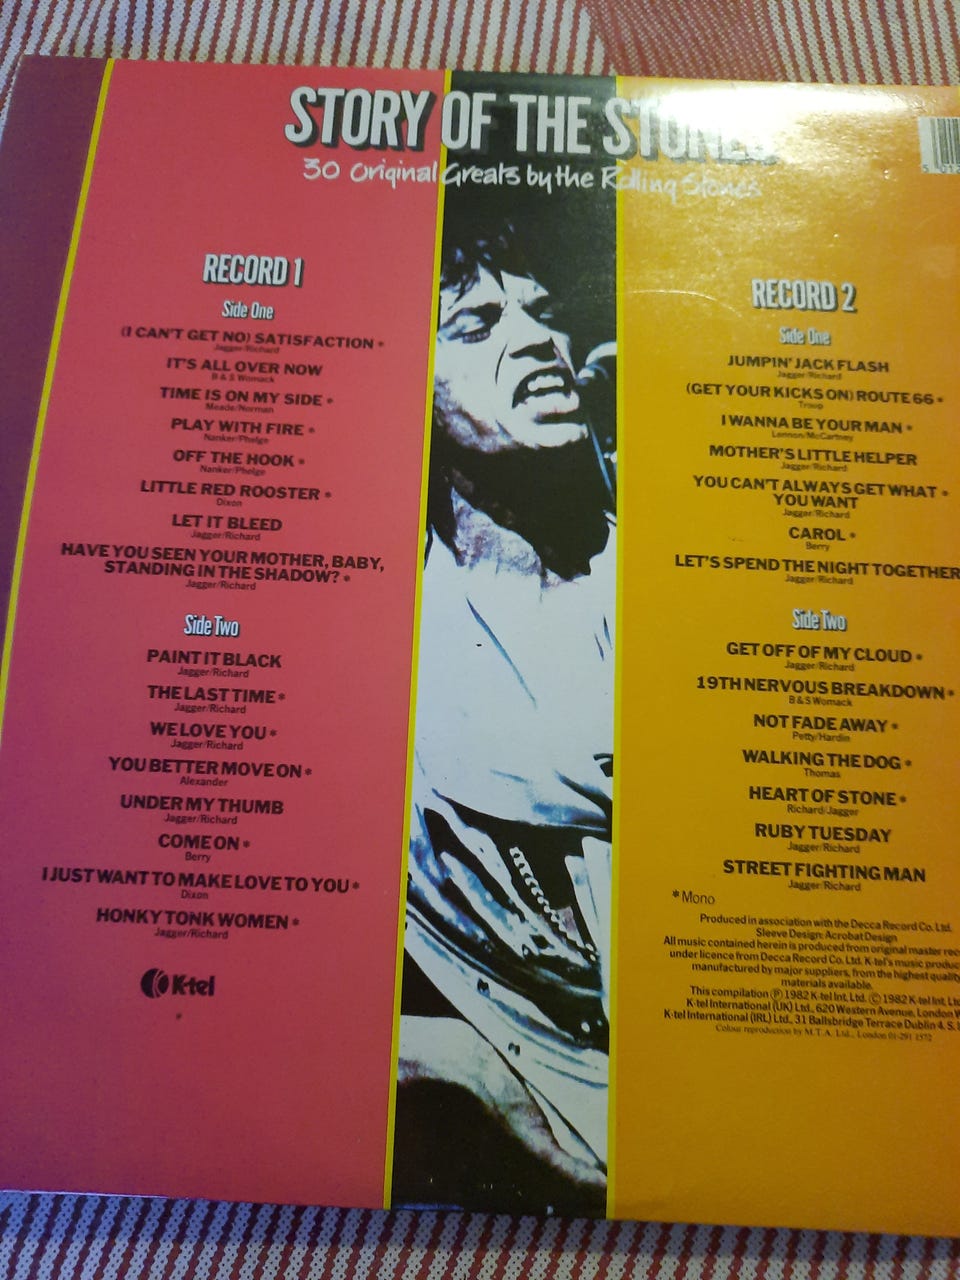 STORY OF THE STONES
30 Original Greats by the Rolling Stones
RECORD 1
Side One
(I CAN'T GET NO) SATISFACTION *
Jagger/Richard
IT'S ALL OVER NOW
B & S Womack
TIME IS ON MY SIDE *
Meade/Norman
PLAY WITH FIRE *
Nanker/Phelge
OFF THE HOOK *
Nanker/Phelge
LITTLE RED ROOSTER *
Dixon
LET IT BLEED
Jagger/Richard
HAVE YOU SEEN YOUR MOTHER, BABY,
STANDING IN THE SHADOW? *
Jagger/Richard
Side Two
PAINT IT BLACK
Jagger/Richard
THE LAST TIME *
Jagger/Richard
WE LOVE YOU *
Jagger/Richard
YOU BETTER MOVE ON *
Alexander
UNDER MY THUMB
Jagger/Richard
COME ON *
Berry
I JUST WANT TO MAKE LOVE TO YOU *
Dixon
HONKY TONK WOMEN *
Jagger/Richard
K-tel
RECORD 2
Side One
JUMPIN' JACK FLASH
Jagger/Richard
(GET YOUR KICKS ON) ROUTE 66 *
Troup
I WANNA BE YOUR MAN *
Lennon/McCartney
MOTHER'S LITTLE HELPER
Jagger/Richard
YOU CAN'T ALWAYS GET WHAT *
YOU WANT
Jagger/Richard
CAROL *
Berry
LET'S SPEND THE NIGHT TOGETHER
Jagger/Richard
Side Two
GET OFF OF MY CLOUD *
Jagger/Richard
19TH NERVOUS BREAKDOWN *
B & S Womack
NOT FADE AWAY *
Petty/Hardin
WALKING THE DOG *
Thomas
HEART OF STONE *
Richard/Jagger
RUBY TUESDAY
Jagger/Richard
STREET FIGHTING MAN
Jagger/Richard
* Mono
Produced in association with the Decca Record Co. Ltd.
Sleeve Design: Acrobat Design
All music contained herein is produced from original master
under licence from Decca Record Co. Ltd. K-tel's music
manufactured by major suppliers, from the highest quality
materials available.
This compilation Ⓟ 1982 K-tel Int. Ltd. © 1982 K-tel Int.
K-tel International (UK) Ltd., 620 Western Avenue, London
K-tel International (IRL) Ltd., 31 Ballsbridge Terrace Dublin 4.
Colour reproduction by M.T.A. Ltd., London 01-291 1572